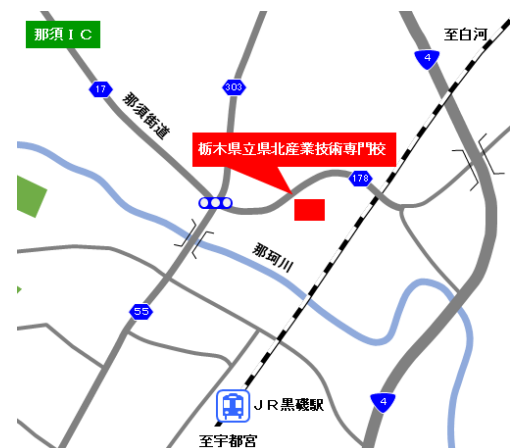 那須ＩＣ
至白河
4
303
17
那須街道
栃木県立県北産業技術専門校
178
那珂川
55
4
ＪＲ黒磯駅
至宇都宮